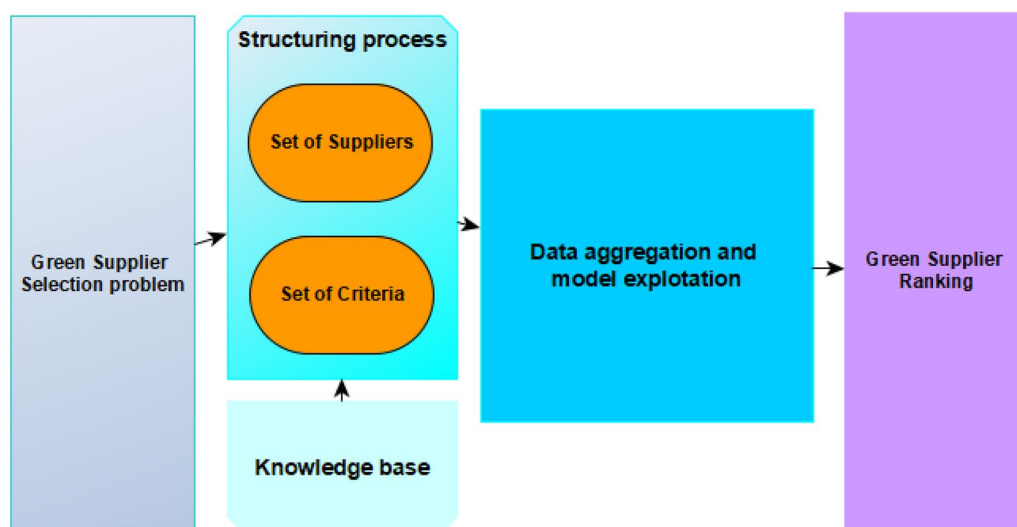 Green Supplier
Selection problem
Structuring process
Set of Suppliers
Set of Criteria
Knowledge base
Data aggregation and
model explotation
Green Supplier
Ranking